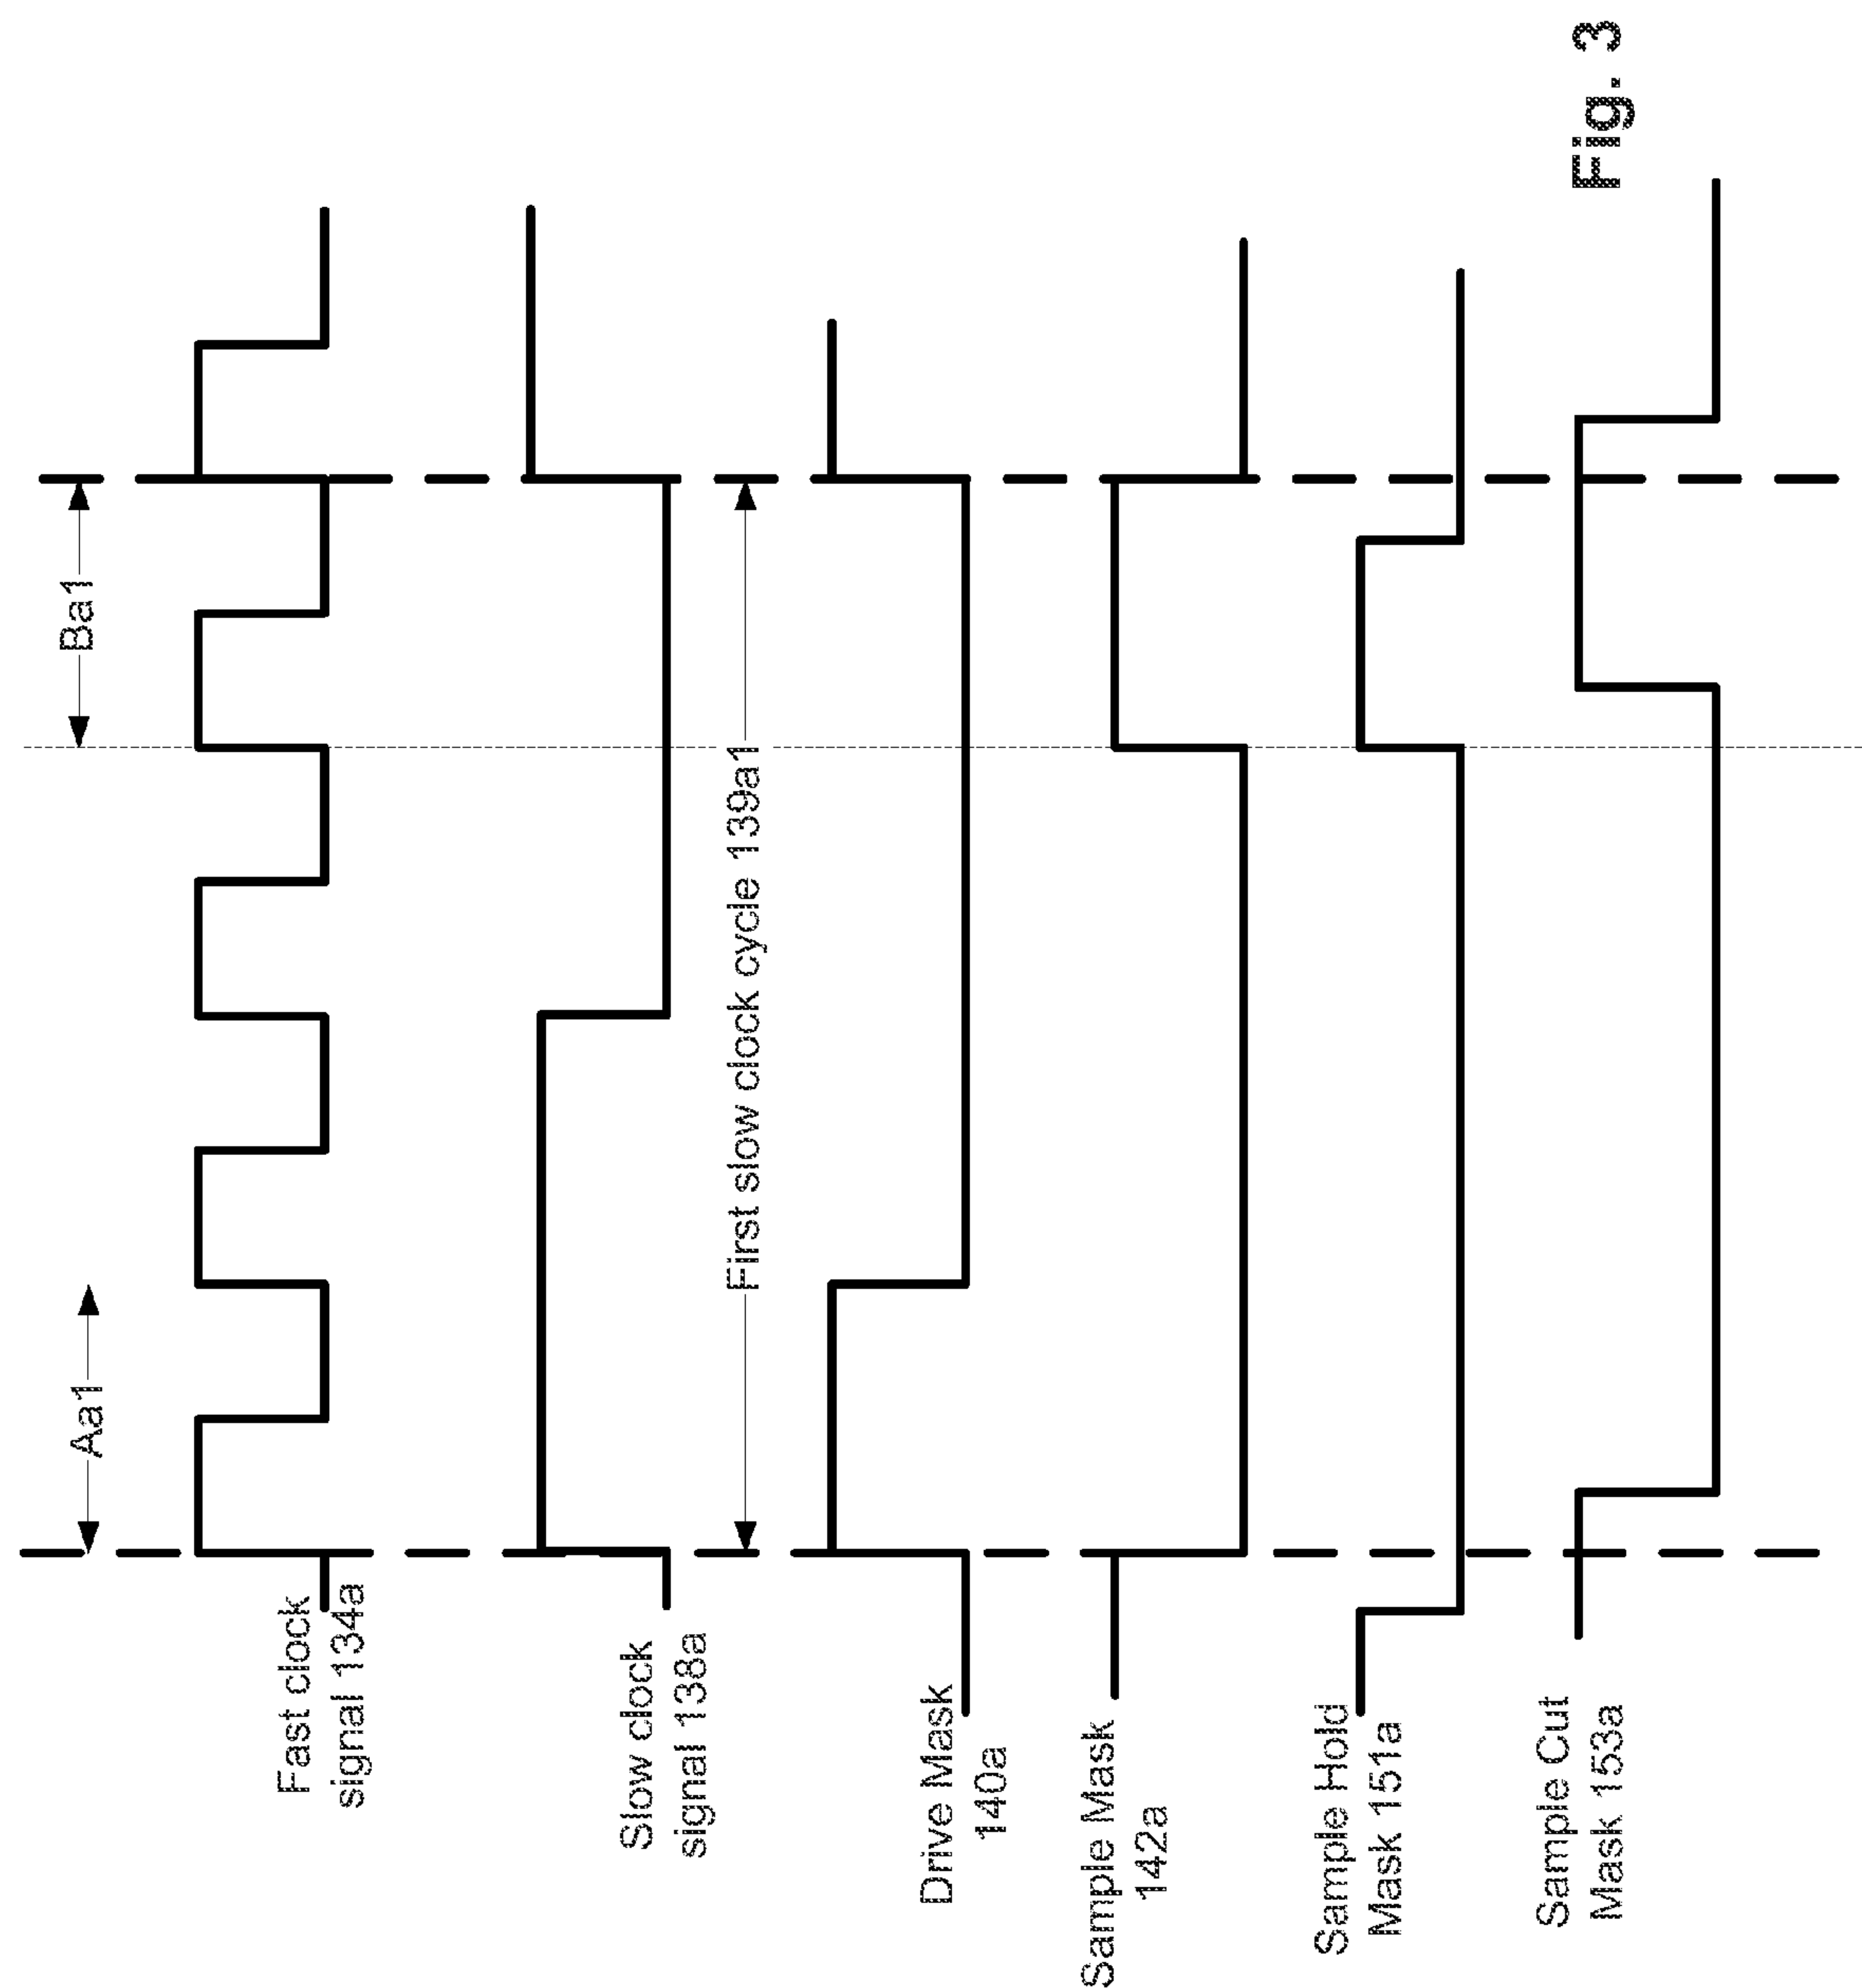 Aa1
Ba1
Fast clock
signal 134a
Slow clock
signal 138a
First slow clock cycle 139a1
Drive Mask
140a
Sample Mask
142a
Sample Hold
Mask 151a
Sample Cut
Mask 153a
Fig. 3